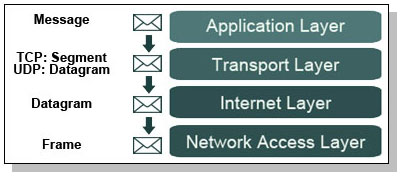 Message
Application Layer
TCP: Segment
UDP: Datagram
Transport Layer
Datagram
Internet Layer
Frame
Network Access Layer